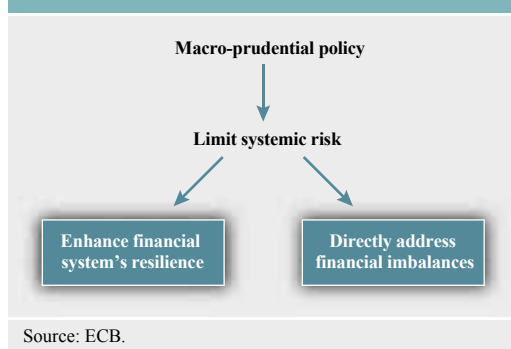 Macro-prudential policy
Limit systemic risk
Enhance financial
system's resilience
Directly address
financial imbalances
Source: ECB.